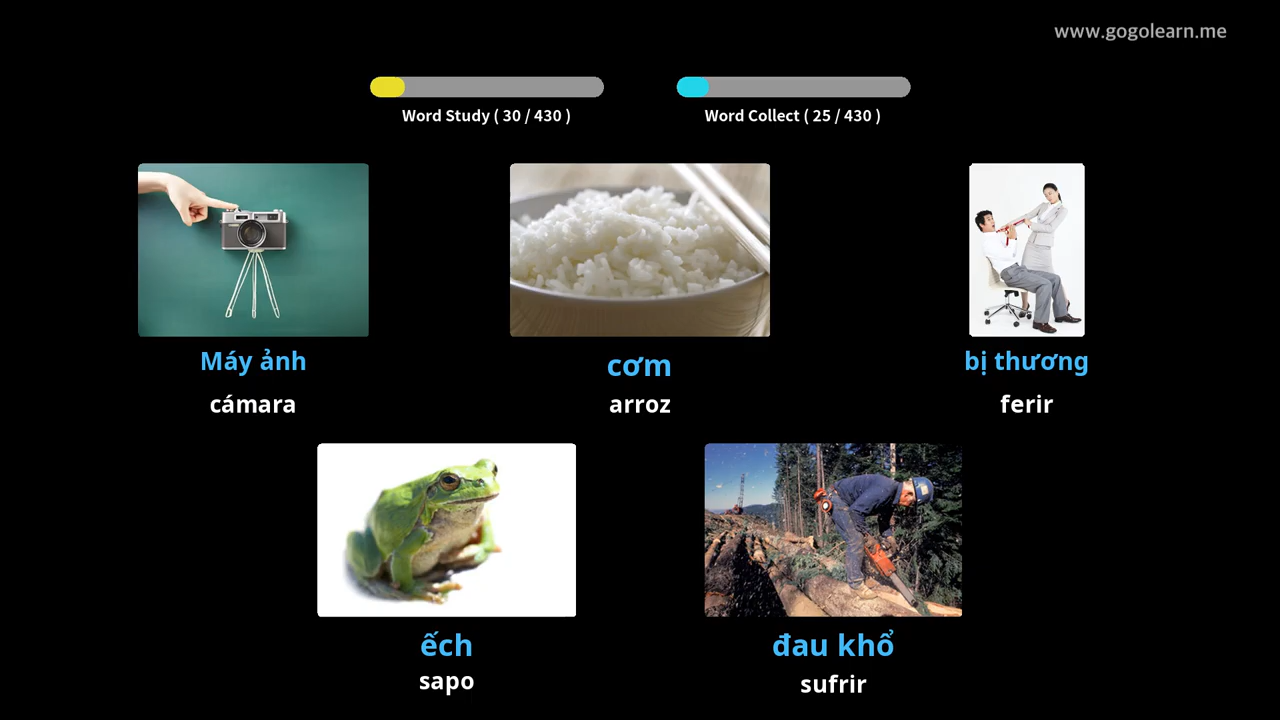 www.gogolearn.me
Word Study ( 30 / 430 )
Word Collect ( 25 / 430 )
Máy ảnh
cơm
bị thương
cámara
arroz
ferir
ếch
đau khổ
sapo
sufrir